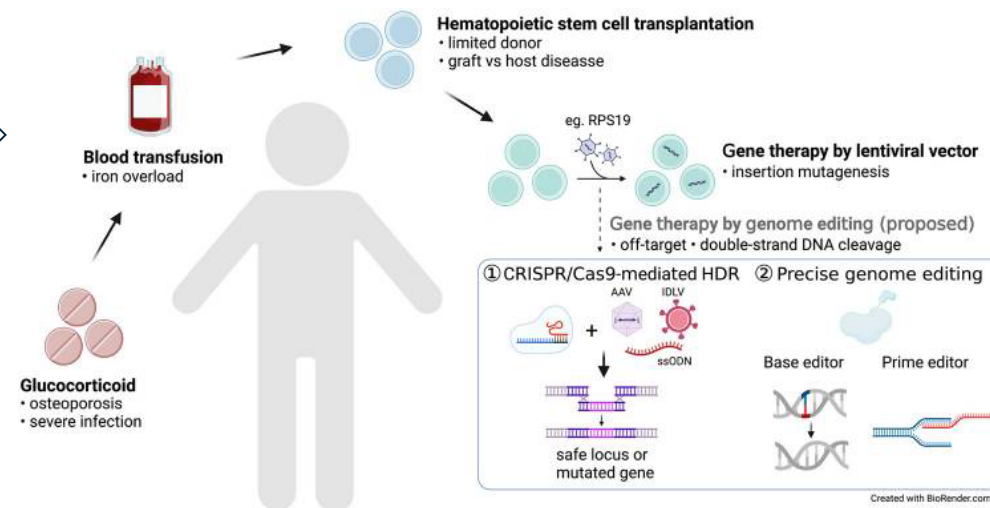 Hematopoietic stem cell transplantation
• limited donor
• graft vs host diseasse
Blood transfusion
• iron overload
Glucocorticoid
• osteoporosis
• severe infection
eg. RPS19
Gene therapy by lentiviral vector
• insertion mutagenesis
Gene therapy by genome editing (proposed)
• off-target • double-strand DNA cleavage
① CRISPR/Cas9-mediated HDR
AAV
IDLV
+
ssODN
safe locus or
mutated gene
② Precise genome editing
Base editor
Prime editor
Created with BioRender.com